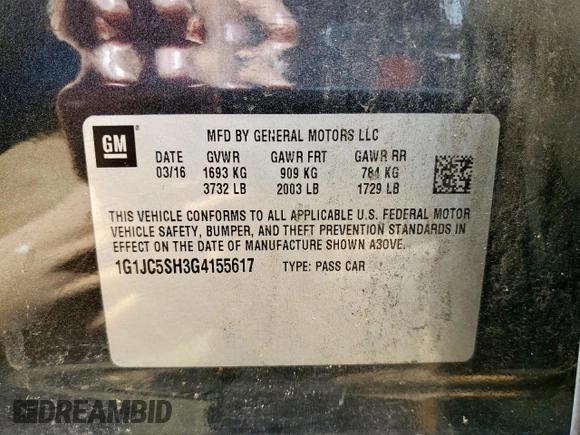 GM ®
MFD BY GENERAL MOTORS LLC
DATE GVWR GAWR FRT GAWR RR
03/16 1693 KG 909 KG 784 KG
3732 LB 2003 LB 1729 LB
THIS VEHICLE CONFORMS TO ALL APPLICABLE U.S. FEDERAL MOTOR
VEHICLE SAFETY, BUMPER, AND THEFT PREVENTION STANDARDS IN
EFFECT ON THE DATE OF MANUFACTURE SHOWN ABOVE.
1G1JC5SH3G4155617 TYPE: PASS CAR
DREAMBID